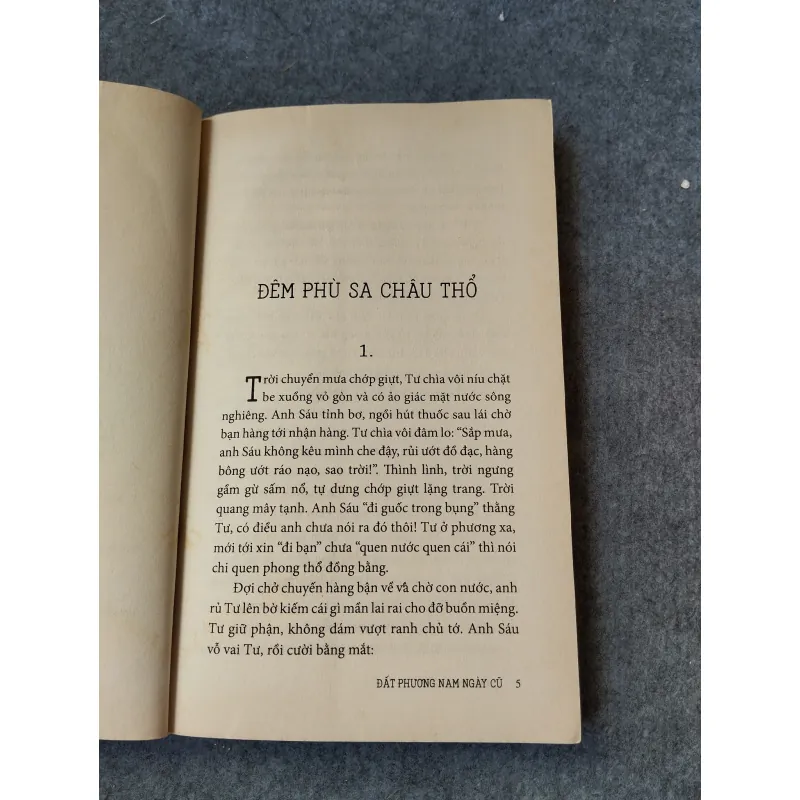 ĐÊM PHÙ SA CHÂU THỔ
1.
Trời chuyển mưa chớp giựt, Tư chìa vôi níu chặt
be xuồng vỏ gòn và có ảo giác mặt nước sông
nghiêng. Anh Sáu tỉnh bơ, ngồi hút thuốc sau lái chờ
bạn hàng tới nhận hàng. Tư chìa vôi đâm lo: “Sắp mưa,
anh Sáu không kêu mình che đậy, rủi ướt đồ đạc, hàng
bông ướt ráo nạo, sao trời!”. Thình lình, trời ngưng
gầm gừ sấm nổ, tự dưng chớp giựt lặng trang. Trời
quang mây tạnh. Anh Sáu “đi guốc trong bụng” thằng
Tư, có điều anh chưa nói ra đó thôi! Tư ở phương xa,
mới tới xin “đi bạn” chưa “quen nước quen cái” thì nói
chi quen phong thổ đồng bằng.
Đợi chở chuyến hàng bận về và chờ con nước, anh
rủ Tư lên bờ kiếm cái gì mần lai rai cho đỡ buồn miệng.
Tư giữ phận, không dám vượt ranh chủ tớ. Anh Sáu
vỗ vai Tư, rồi cười bằng mắt:
ĐẤT PHƯƠNG NAM NGÀY CŨ 5